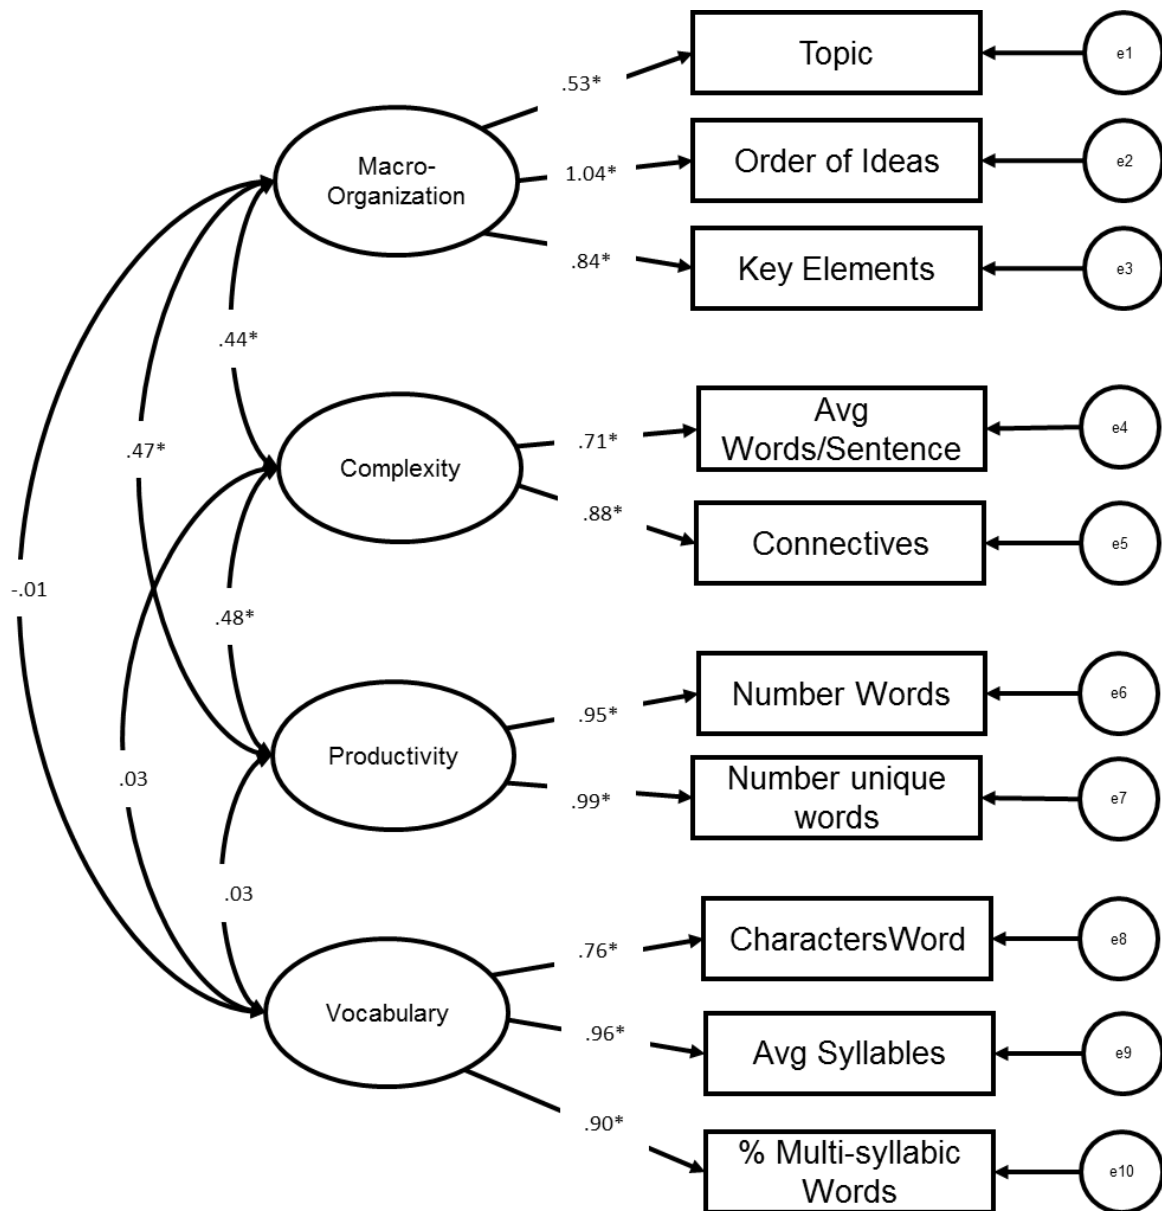 Topic
e1
.53*
Macro-
Organization
1.04*
Order of Ideas
e2
.84*
Key Elements
e3
.44*
.47*
Complexity
.71*
Avg
Words/Sentence
e4
.88*
Connectives
e5
-.01
.48*
Productivity
.95*
Number Words
e6
.99*
Number unique
words
e7
.03
.03
Vocabulary
.76*
CharactersWord
e8
.96*
Avg Syllables
e9
.90*
% Multi-syllabic
Words
e10